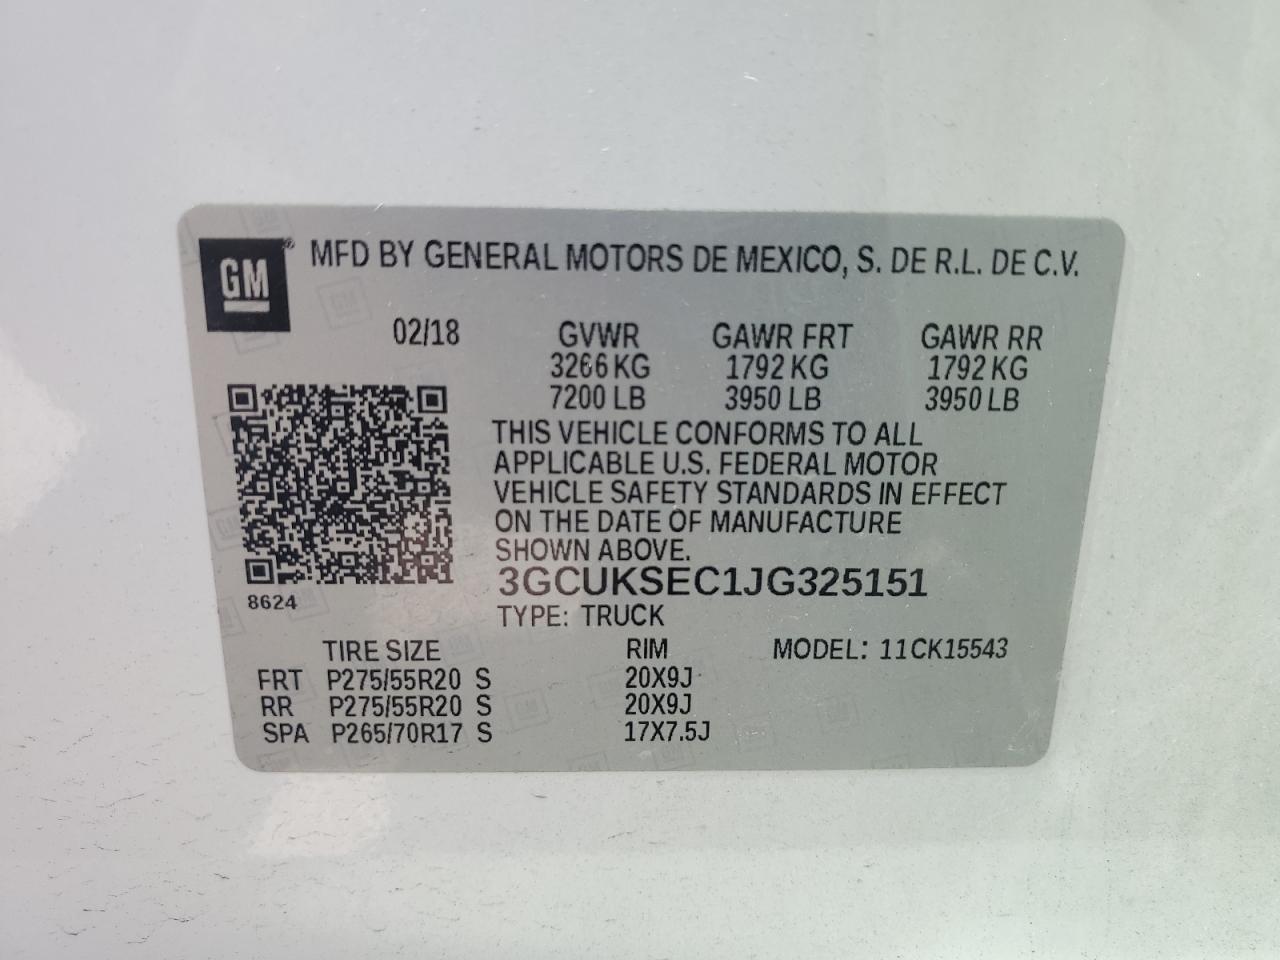 GM® MFD BY GENERAL MOTORS DE MEXICO, S. DE R.L. DE C.V.
02/18 GVWR GAWR FRT GAWR RR
3266 KG 1792 KG 1792 KG
7200 LB 3950 LB 3950 LB
THIS VEHICLE CONFORMS TO ALL
APPLICABLE U.S. FEDERAL MOTOR
VEHICLE SAFETY STANDARDS IN EFFECT
ON THE DATE OF MANUFACTURE
SHOWN ABOVE.
3GCUKSEC1JG325151
8624
TYPE: TRUCK
TIRE SIZE RIM MODEL: 11CK15543
FRT P275/55R20 S 20X9J
RR P275/55R20 S 20X9J
SPA P265/70R17 S 17X7.5J